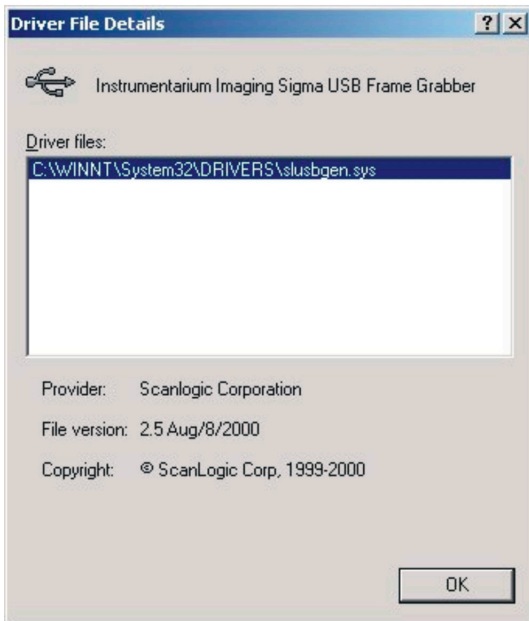 Driver File Details
Instrumentarium Imaging Sigma USB Frame Grabber
Driver files:
C:\WINNT\System32\DRIVERS\slusbgen.sys
Provider: Scanlogic Corporation
File version: 2.5 Aug/8/2000
Copyright: © ScanLogic Corp, 1999-2000
OK